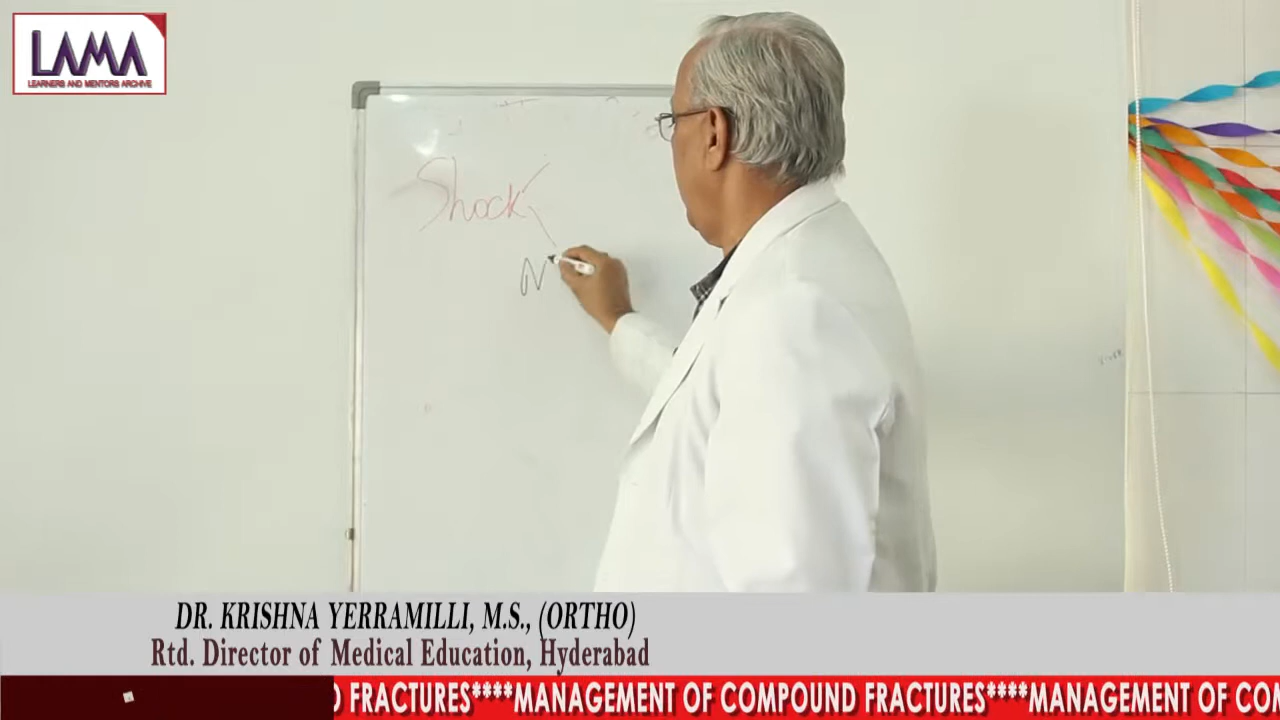 LAMA
LEARNERS AND MENTORS ARCHIVE
Shock
N
DR. KRISHNA YERRAMILLI, M.S., (ORTHO)
Rtd. Director of Medical Education, Hyderabad
FRACTURES****MANAGEMENT OF COMPOUND FRACTURES****MANAGEMENT OF COM